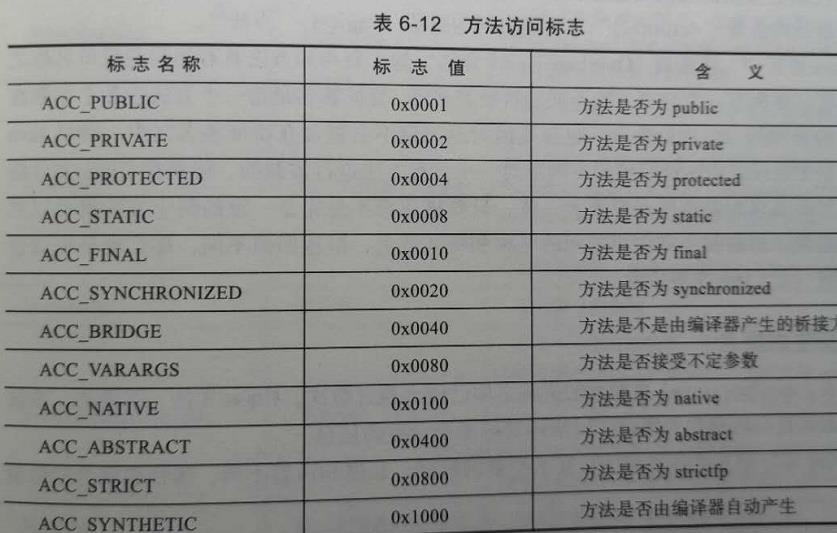 表 6-12 方法访问标志
标志名称 标志值 含义
ACC_PUBLIC 0x0001 方法是否为 public
ACC_PRIVATE 0x0002 方法是否为 private
ACC_PROTECTED 0x0004 方法是否为 protected
ACC_STATIC 0x0008 方法是否为 static
ACC_FINAL 0x0010 方法是否为 final
ACC_SYNCHRONIZED 0x0020 方法是否为 synchronized
ACC_BRIDGE 0x0040 方法是不是由编译器产生的桥接方
ACC_VARARGS 0x0080 方法是否接受不定参数
ACC_NATIVE 0x0100 方法是否为 native
ACC_ABSTRACT 0x0400 方法是否为 abstract
ACC_STRICT 0x0800 方法是否为 strictfp
ACC_SYNTHETIC 0x1000 方法是否由编译器自动产生